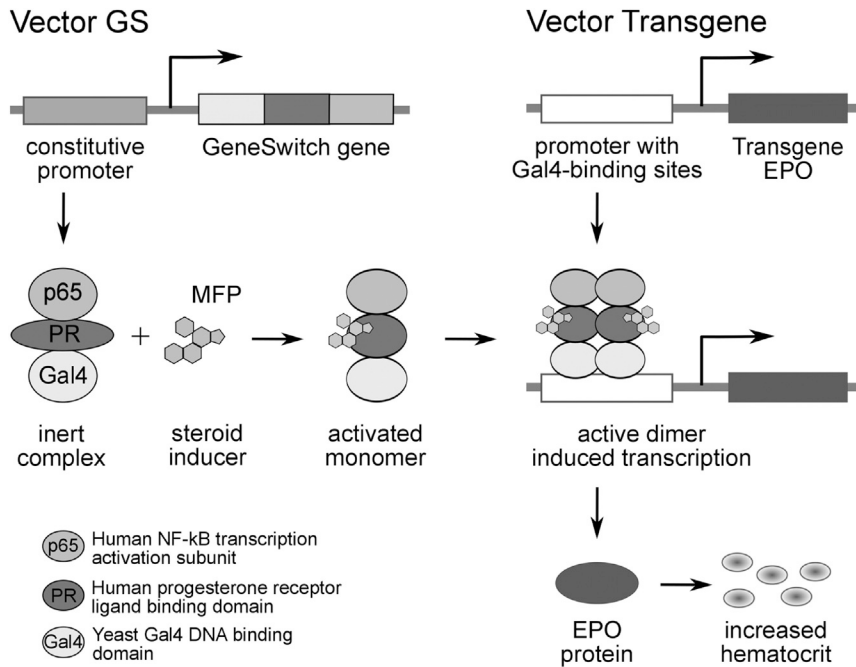 Vector GS
Vector Transgene
constitutive
promoter
GeneSwitch gene
promoter with
Gal4-binding sites
Transgene
EPO
p65
PR
Gal4
+
MFP
inert
complex
steroid
inducer
activated
monomer
active dimer
induced transcription
p65
Human NF-kB transcription
activation subunit
PR
Human progesterone receptor
ligand binding domain
Gal4
Yeast Gal4 DNA binding
domain
EPO
protein
increased
hematocrit